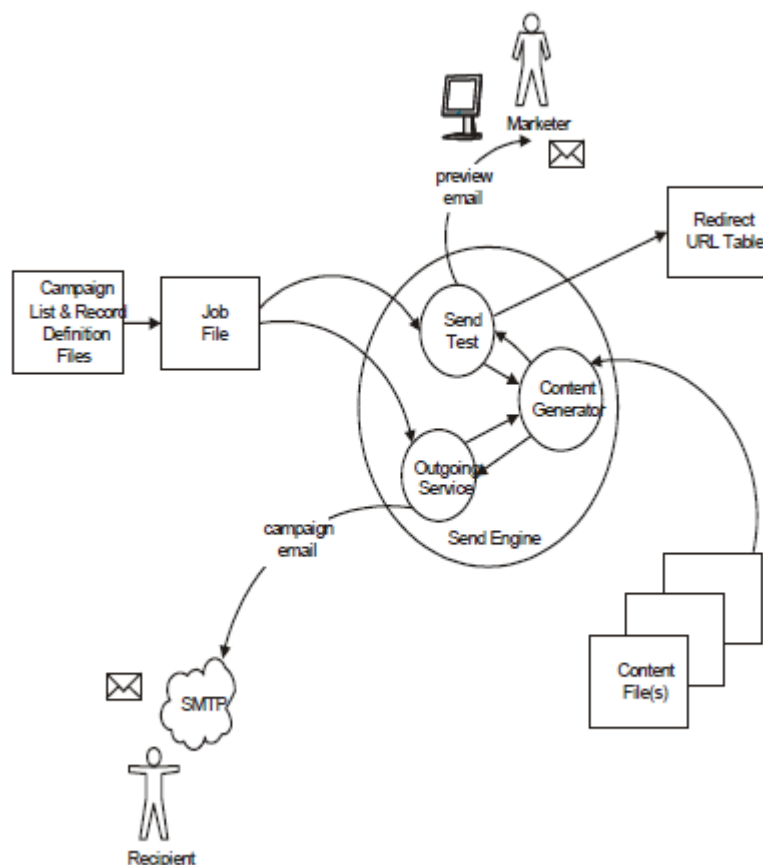 Marketer
preview
email
Redirect
URL Table
Campaign
List & Record
Definition
Files
Job
File
Send
Test
Content
Generator
Outgoing
Service
campaign
email
Send Engine
Content
File(s)
SMTP
Recipient